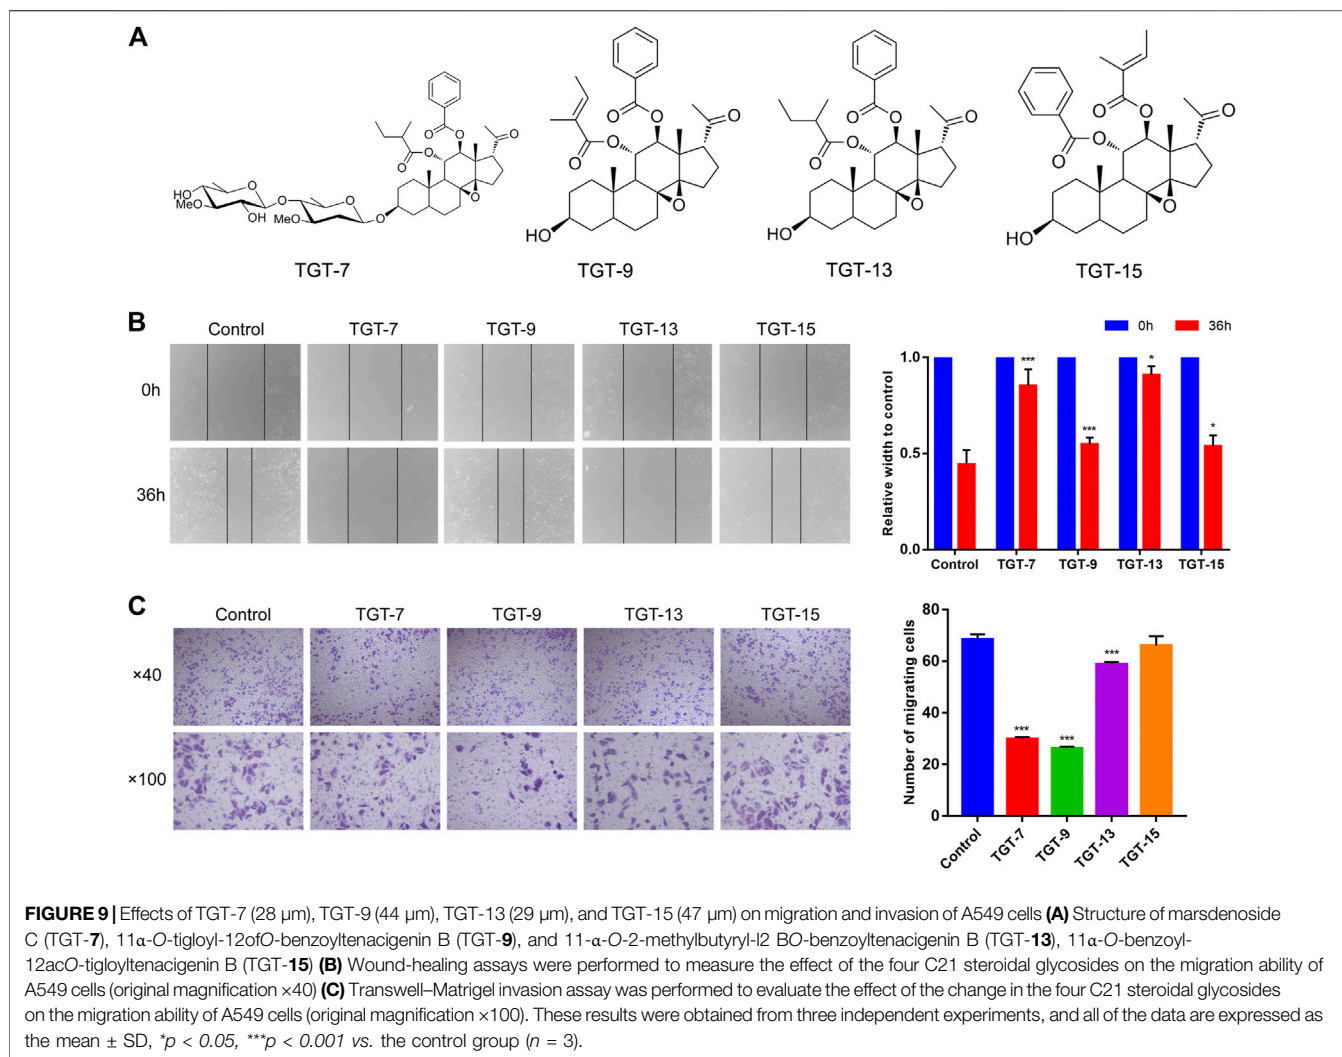 A
O
O
O
O
O
O
O
HO
MeO
OH
O
O
MeO
O
O
O
TGT-7
O
O
O
O
O
O
HO
TGT-9
O
O
O
O
O
O
HO
TGT-13
O
O
O
O
O
O
HO
TGT-15
B
Control TGT-7 TGT-9 TGT-13 TGT-15
0h
36h
0h 36h
Relative width to control
1.0
0.5
0.0
*** *** * *
Control TGT-7 TGT-9 TGT-13 TGT-15
C
Control TGT-7 TGT-9 TGT-13 TGT-15
×40
×100
Number of migrating cells
80
60
40
20
0
*** *** ***
Control TGT-7 TGT-9 TGT-13 TGT-15
FIGURE 9 | Effects of TGT-7 (28 μm), TGT-9 (44 μm), TGT-13 (29 μm), and TGT-15 (47 μm) on migration and invasion of A549 cells (A) Structure of marsdenoside
C (TGT-7), 11α-O-tigloyl-12ofO-benzoyltenacigenin B (TGT-9), and 11-α-O-2-methylbutyryl-l2 BO-benzoyltenacigenin B (TGT-13), 11α-O-benzoyl-
12acO-tigloyltenacigenin B (TGT-15) (B) Wound-healing assays were performed to measure the effect of the four C21 steroidal glycosides on the migration ability of
A549 cells (original magnification ×40) (C) Transwell–Matrigel invasion assay was performed to evaluate the effect of the change in the four C21 steroidal glycosides
on the migration ability of A549 cells (original magnification ×100). These results were obtained from three independent experiments, and all of the data are expressed as
the mean ± SD, *p < 0.05, ***p < 0.001 vs. the control group (n = 3).